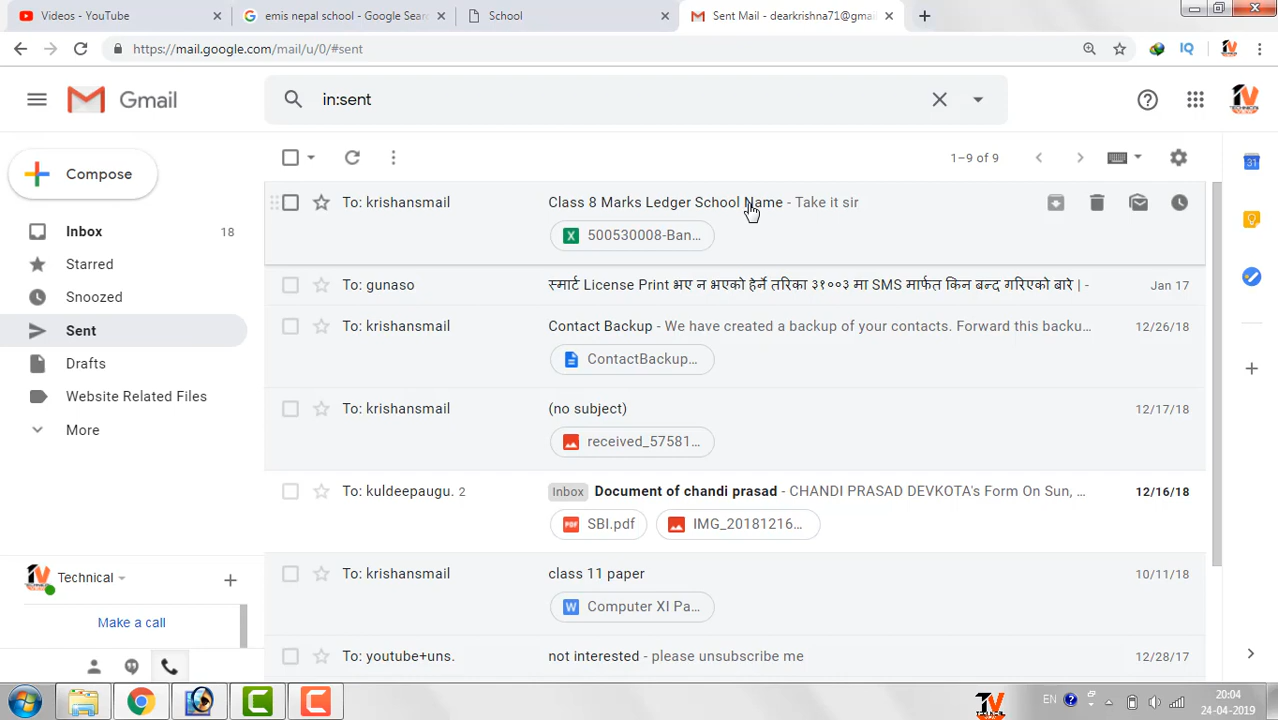 Videos - YouTube
emis nepal school - Google Sear
School
Sent Mail - dearkrishna71@gma
https://mail.google.com/mail/u/0/#sent
IQ
Gmail
in:sent
Compose
1–9 of 9
Inbox 18
Starred
Snoozed
Sent
Drafts
Website Related Files
More
To: krishansmail Class 8 Marks Ledger School Name - Take it sir
500530008-Ban...
To: gunaso स्मार्ट License Print भए न भएको हेर्ने तरिका ३१००३ मा SMS मार्फत किन बन्द गरिएको बारे | - Jan 17
To: krishansmail Contact Backup - We have created a backup of your contacts. Forward this backu... 12/26/18
ContactBackup...
To: krishansmail (no subject) 12/17/18
received_57581...
To: kuldeepaugu. 2 Inbox Document of chandi prasad - CHANDI PRASAD DEVKOTA's Form On Sun, ... 12/16/18
PDF SBI.pdf IMG_20181216...
To: krishansmail class 11 paper 10/11/18
W Computer XI Pa...
To: youtube+uns. not interested - please unsubscribe me 12/28/17
Technical
Make a call
31
EN
20:04
24-04-2019